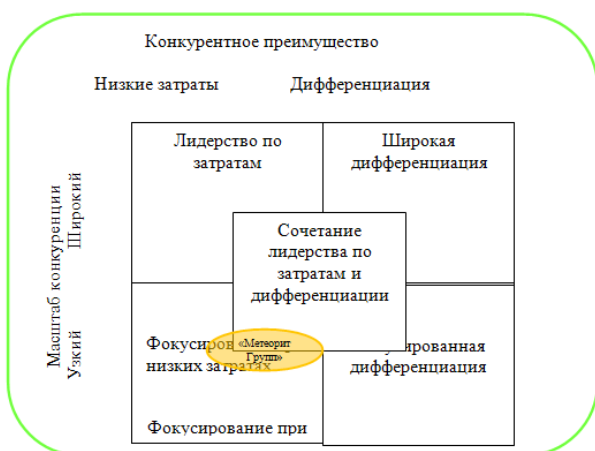 Конкурентное преимущество
Низкие затраты Дифференциация
Масштаб конкуренции
Широкий
Узкий
Лидерство по
затратам
Широкая
дифференциация
Сочетание
лидерства по
затратам и
дифференциации
«Метеорит
Групп»
низких затратах
дифференциация
Фокусирование при